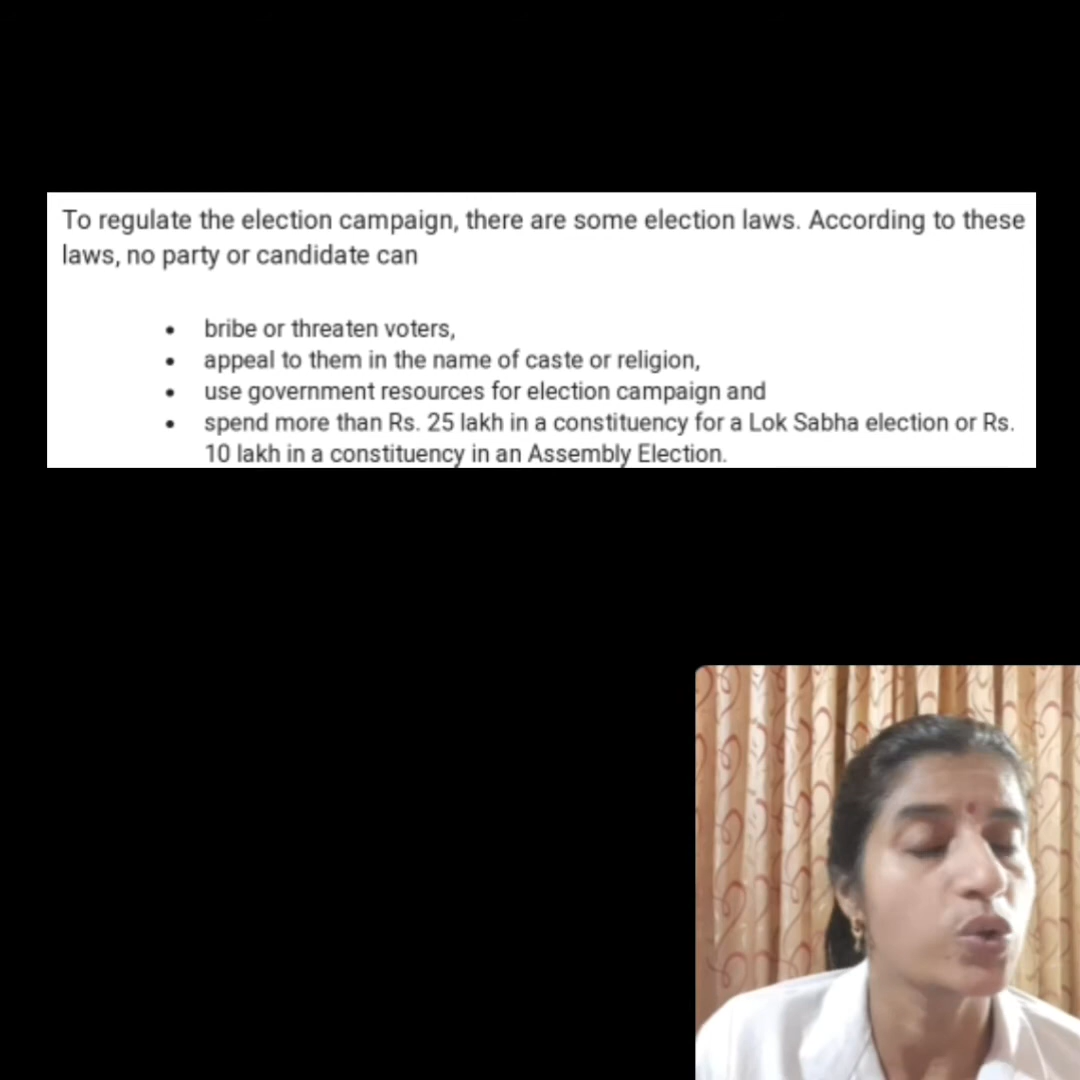 To regulate the election campaign, there are some election laws. According to these
laws, no party or candidate can
• bribe or threaten voters,
• appeal to them in the name of caste or religion,
• use government resources for election campaign and
• spend more than Rs. 25 lakh in a constituency for a Lok Sabha election or Rs.
10 lakh in a constituency in an Assembly Election.